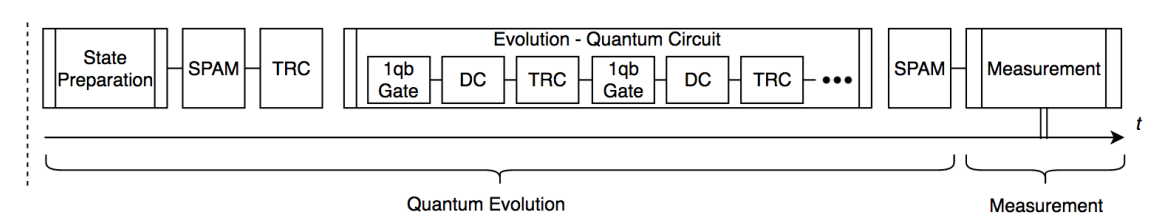 State
Preparation
SPAM
TRC
Evolution - Quantum Circuit
1qb
Gate
DC
TRC
1qb
Gate
DC
TRC
•••
SPAM
Measurement
t
Quantum Evolution
Measurement